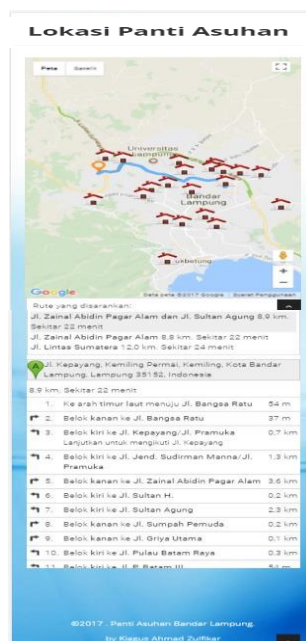 Lokasi Panti Asuhan
Peta Satelit
Universitas
Lampung
Bandar
Lampung
Google
Data peta ©2017 Google Syarat Penggunaan
Rute yang disarankan:
Jl. Zainal Abidin Pagar Alam dan Jl. Sultan Agung 8,9 km.
Sekitar 22 menit
Jl. Zainal Abidin Pagar Alam 8,8 km. Sekitar 22 menit
Jl. Lintas Sumatera 12,0 km. Sekitar 24 menit
A Jl. Kepayang, Kemiling Permai, Kemiling, Kota Bandar
Lampung, Lampung 35152, Indonesia
8,9 km. Sekitar 22 menit
1. Ke arah timur laut menuju Jl. Bangsa Ratu 54 m
2. Belok kanan ke Jl. Bangsa Ratu 37 m
3. Belok kiri ke Jl. Kepayang/Jl. Pramuka 0,7 km
Lanjutkan untuk mengikuti Jl. Kepayang
4. Belok kiri ke Jl. Jend. Sudirman Manna/Jl. 1,3 km
Pramuka
5. Belok kanan ke Jl. Zainal Abidin Pagar Alam 3,6 km
6. Belok kiri ke Jl. Sultan H. 0,2 km
7. Belok kiri ke Jl. Sultan Agung 2,3 km
8. Belok kanan ke Jl. Sumpah Pemuda 0,2 km
9. Belok kanan ke Jl. Griya Utama 0,1 km
10. Belok kiri ke Jl. Pulau Batam Raya 0,3 km
11. Belok kiri ke Jl. P. Batam III 54 m
©2017 . Panti Asuhan Bandar Lampung.
by Kiagus Ahmad Zulfikar